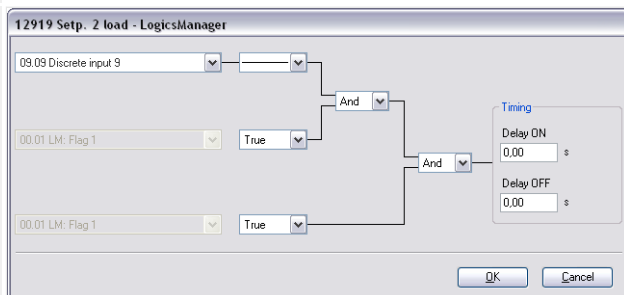 12919 Setp. 2 load - LogicsManager
09.09 Discrete input 9
And
Timing
Delay ON
00.01 LM: Flag 1 True
0,00 s
And
Delay OFF
0,00 s
00.01 LM: Flag 1 True
OK Cancel